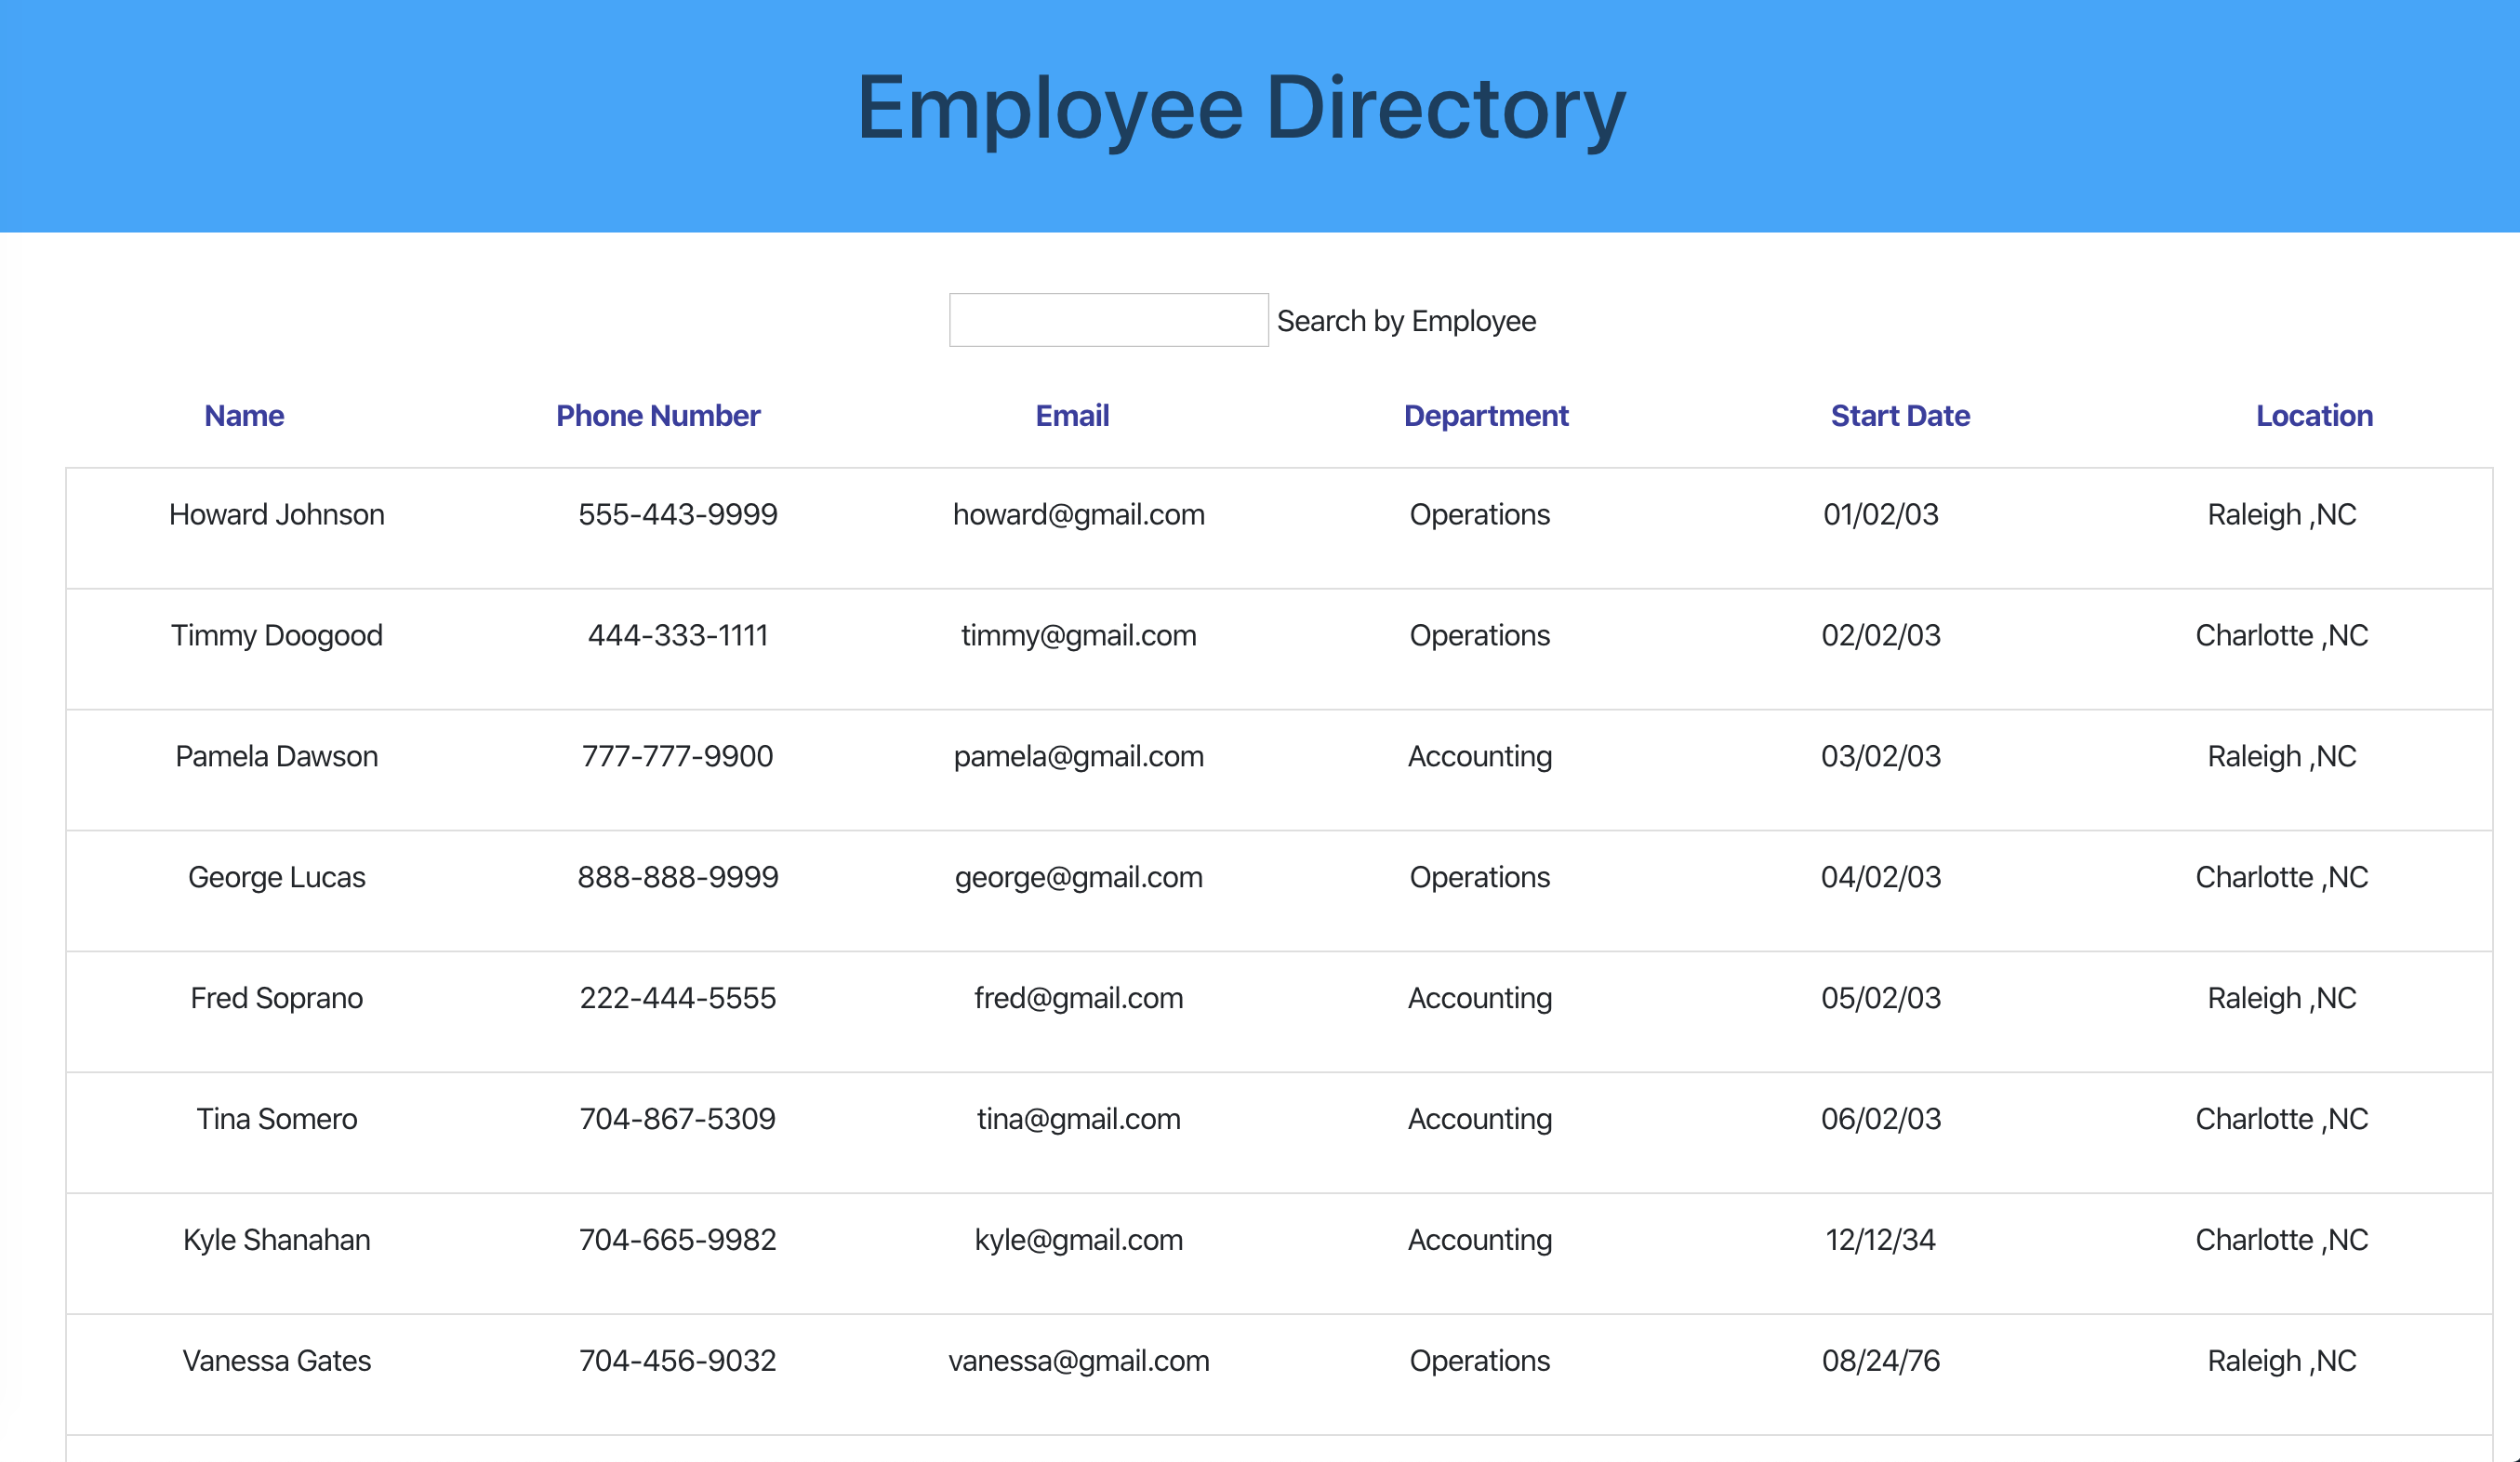 Employee Directory
Search by Employee
Name Phone Number Email Department Start Date Location
Howard Johnson 555-443-9999 howard@gmail.com Operations 01/02/03 Raleigh ,NC
Timmy Doogood 444-333-1111 timmy@gmail.com Operations 02/02/03 Charlotte ,NC
Pamela Dawson 777-777-9900 pamela@gmail.com Accounting 03/02/03 Raleigh ,NC
George Lucas 888-888-9999 george@gmail.com Operations 04/02/03 Charlotte ,NC
Fred Soprano 222-444-5555 fred@gmail.com Accounting 05/02/03 Raleigh ,NC
Tina Somero 704-867-5309 tina@gmail.com Accounting 06/02/03 Charlotte ,NC
Kyle Shanahan 704-665-9982 kyle@gmail.com Accounting 12/12/34 Charlotte ,NC
Vanessa Gates 704-456-9032 vanessa@gmail.com Operations 08/24/76 Raleigh ,NC